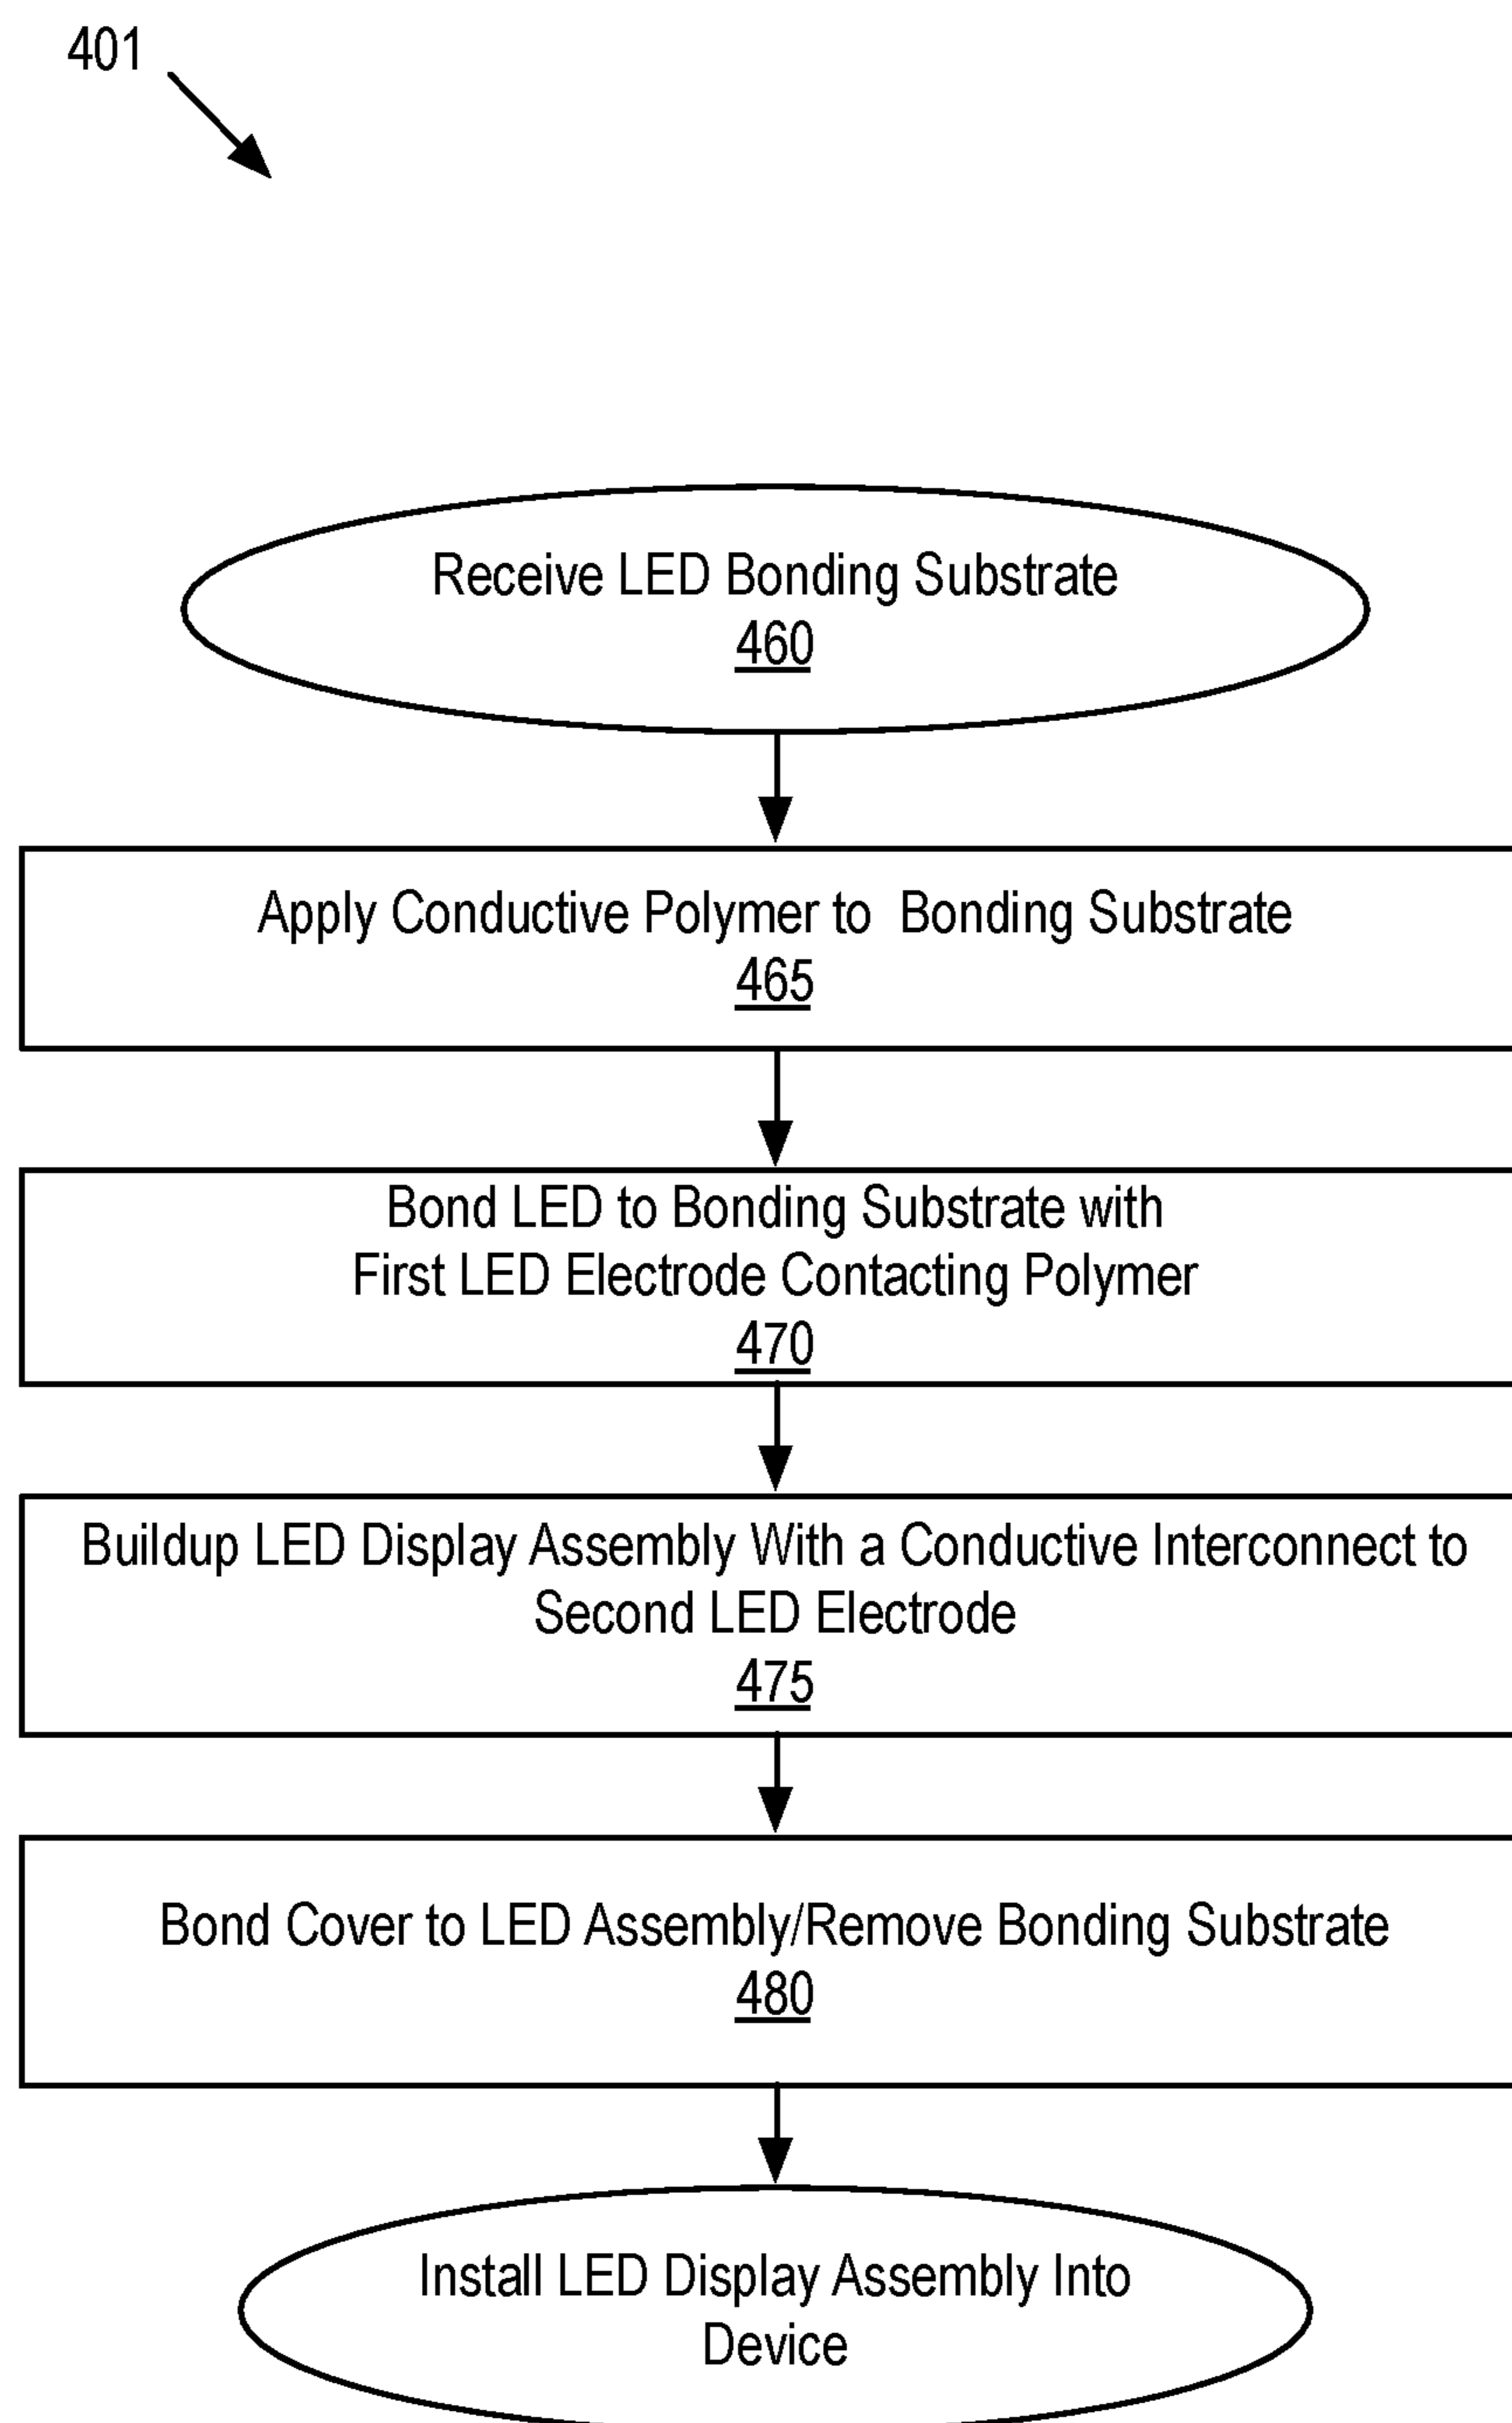 401
Receive LED Bonding Substrate
460
Apply Conductive Polymer to Bonding Substrate
465
Bond LED to Bonding Substrate with
First LED Electrode Contacting Polymer
470
Buildup LED Display Assembly With a Conductive Interconnect to
Second LED Electrode
475
Bond Cover to LED Assembly/Remove Bonding Substrate
480
Install LED Display Assembly Into
Device